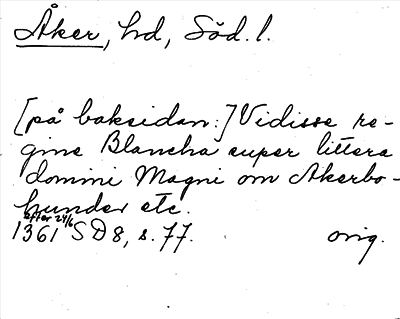 Åker, hd, Söd. l.
[på baksidan:] Vidisse re-
gine Blancha super littera
domini Magni om Akerbo-
hundær etc.
efter 24/6
1361 SD 8, s. 77. orig.